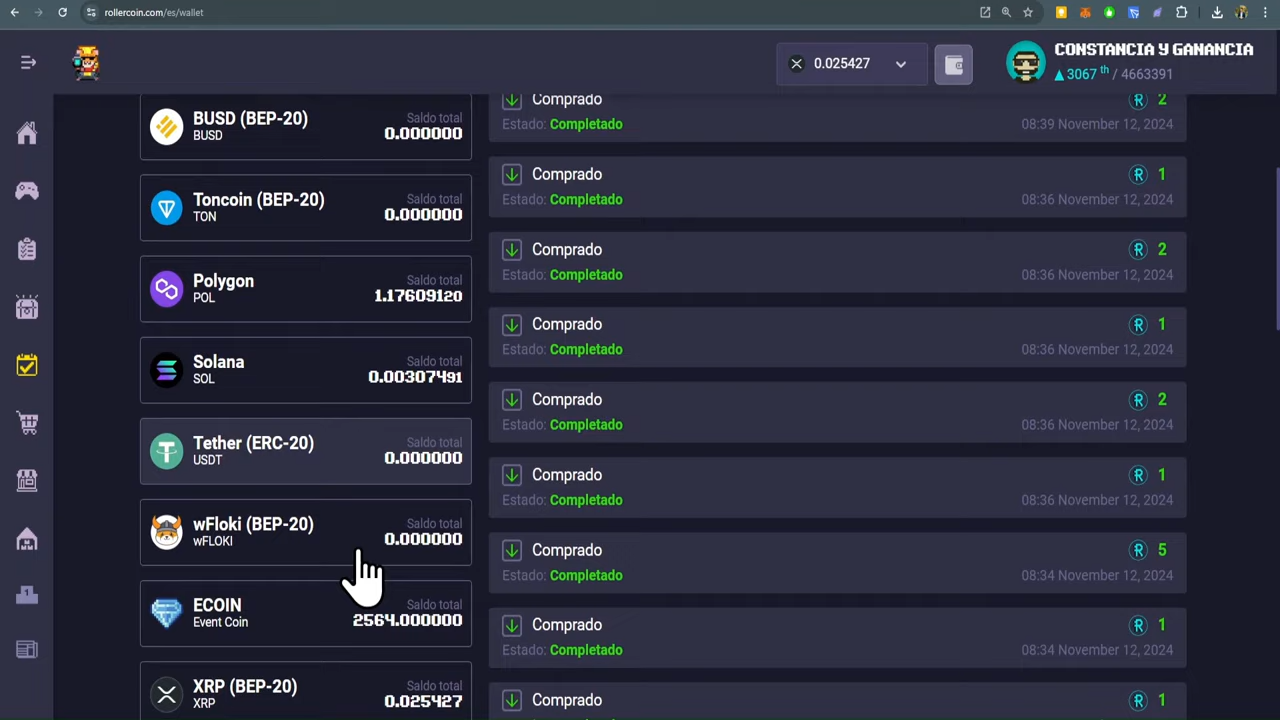 rollercoin.com/es/wallet
0.025427
CONSTANCIA Y GANANCIA
3067 th / 4663391
BUSD (BEP-20)
BUSD
Saldo total
0.000000
Toncoin (BEP-20)
TON
Saldo total
0.000000
Polygon
POL
Saldo total
1.17609120
Solana
SOL
Saldo total
0.00307491
Tether (ERC-20)
USDT
Saldo total
0.000000
wFloki (BEP-20)
wFLOKI
Saldo total
0.000000
ECOIN
Event Coin
Saldo total
2564.000000
XRP (BEP-20)
XRP
Saldo total
0.025427
Comprado 2
Estado: Completado 08:39 November 12, 2024
Comprado 1
Estado: Completado 08:36 November 12, 2024
Comprado 2
Estado: Completado 08:36 November 12, 2024
Comprado 1
Estado: Completado 08:36 November 12, 2024
Comprado 2
Estado: Completado 08:36 November 12, 2024
Comprado 1
Estado: Completado 08:36 November 12, 2024
Comprado 5
Estado: Completado 08:34 November 12, 2024
Comprado 1
Estado: Completado 08:34 November 12, 2024
Comprado 1